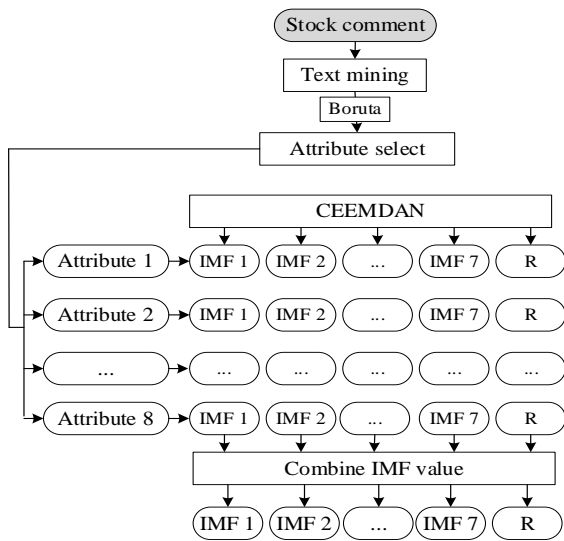 Stock comment
Text mining
Boruta
Attribute select
CEEMDAN
Attribute 1 IMF 1 IMF 2 ... IMF 7 R
Attribute 2 IMF 1 IMF 2 ... IMF 7 R
... ... ... ... ... ...
Attribute 8 IMF 1 IMF 2 ... IMF 7 R
Combine IMF value
IMF 1 IMF 2 ... IMF 7 R